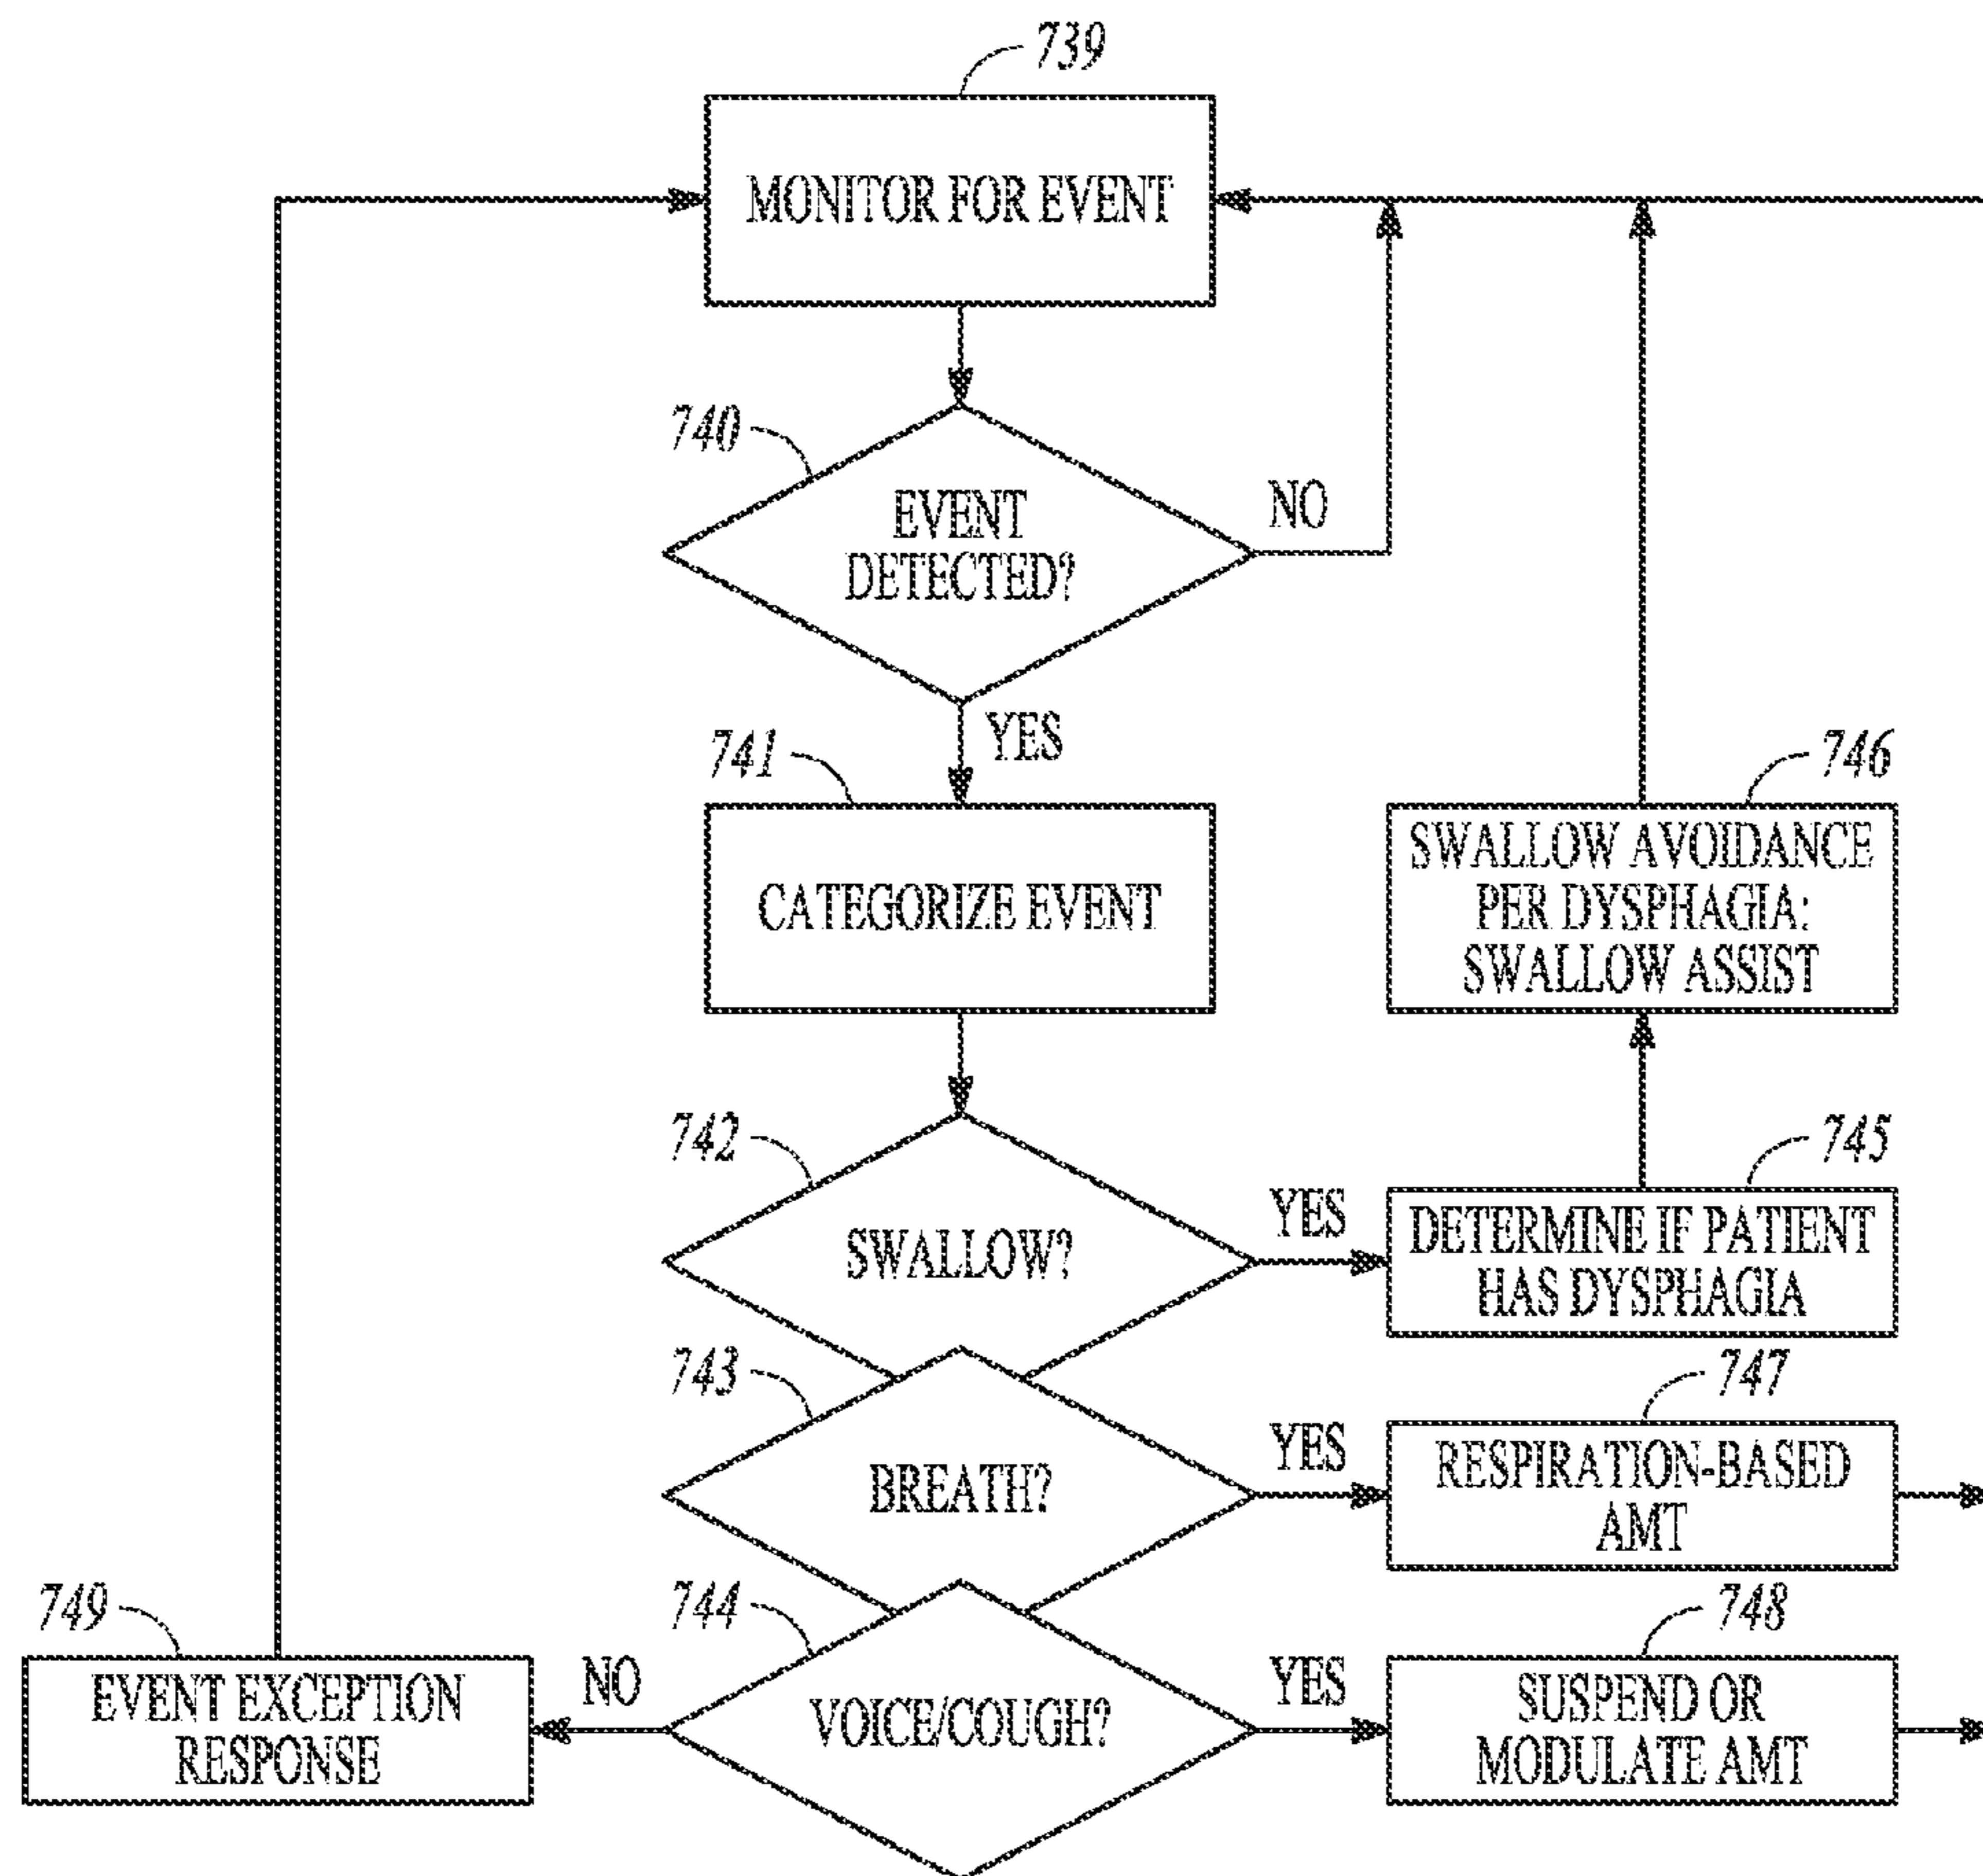 739
MONITOR FOR EVENT
740
EVENT
DETECTED?
NO
YES
741
CATEGORIZE EVENT
746
SWALLOW AVOIDANCE
PER DYSPHAGIA:
SWALLOW ASSIST
742
SWALLOW?
YES
745
DETERMINE IF PATIENT
HAS DYSPHAGIA
743
BREATH?
YES
747
RESPIRATION-BASED
AMT
744
VOICE/COUGH?
YES
748
SUSPEND OR
MODULATE AMT
NO
749
EVENT EXCEPTION
RESPONSE